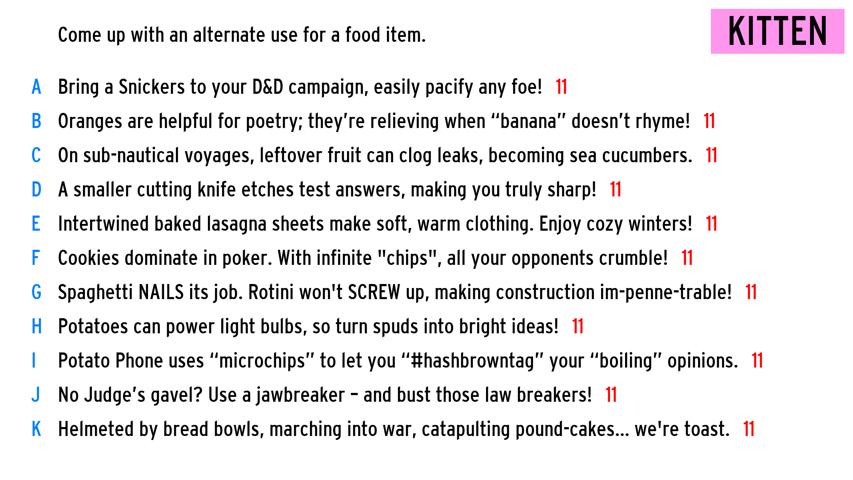 Come up with an alternate use for a food item.
KITTEN
A Bring a Snickers to your D&D campaign, easily pacify any foe! 11
B Oranges are helpful for poetry; they’re relieving when “banana” doesn’t rhyme! 11
C On sub-nautical voyages, leftover fruit can clog leaks, becoming sea cucumbers. 11
D A smaller cutting knife etches test answers, making you truly sharp! 11
E Intertwined baked lasagna sheets make soft, warm clothing. Enjoy cozy winters! 11
F Cookies dominate in poker. With infinite "chips", all your opponents crumble! 11
G Spaghetti NAILS its job. Rotini won't SCREW up, making construction im-penne-trable! 11
H Potatoes can power light bulbs, so turn spuds into bright ideas! 11
I Potato Phone uses “microchips” to let you “#hashbrowntag” your “boiling” opinions. 11
J No Judge’s gavel? Use a jawbreaker – and bust those law breakers! 11
K Helmeted by bread bowls, marching into war, catapulting pound-cakes... we're toast. 11